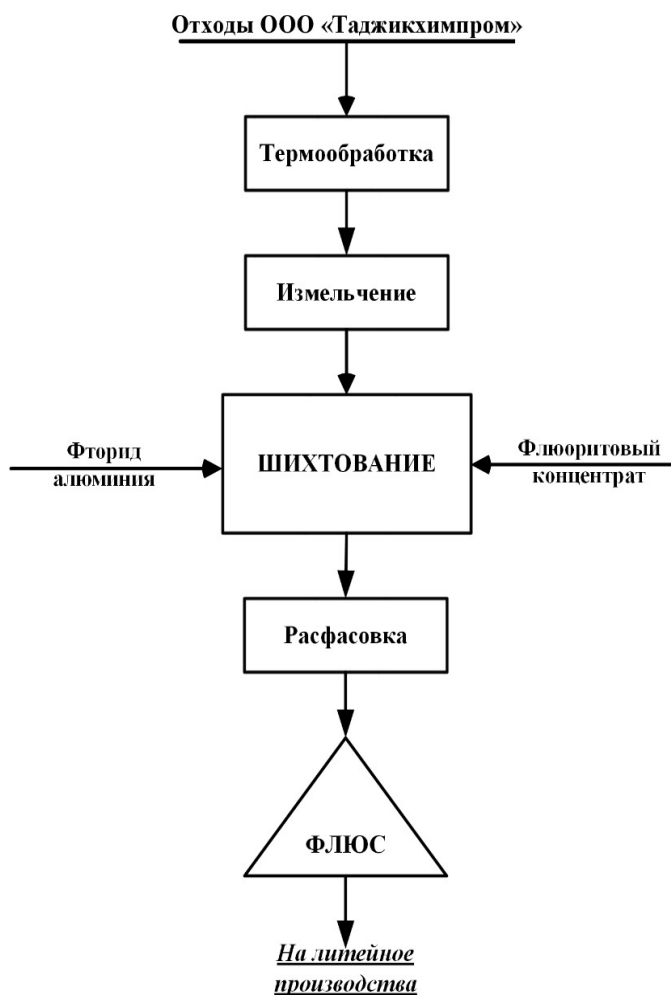 Отходы ООО «Таджикхимпром»
Термообработка
Измельчение
Фторид
алюминия
ШИХТОВАНИЕ
Флюоритовый
концентрат
Расфасовка
ФЛЮС
На литейное
производства